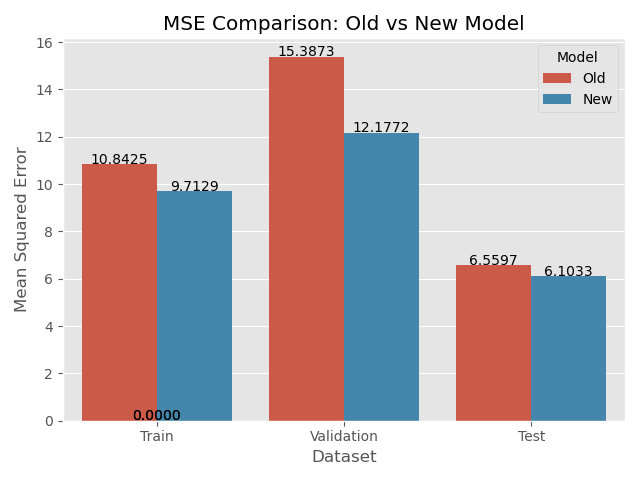 MSE Comparison: Old vs New Model
Mean Squared Error
16
14
12
10
8
6
4
2
0
Model
Old
New
10.8425
9.7129
15.3873
12.1772
6.5597
6.1033
0.0000
Train
Validation
Test
Dataset